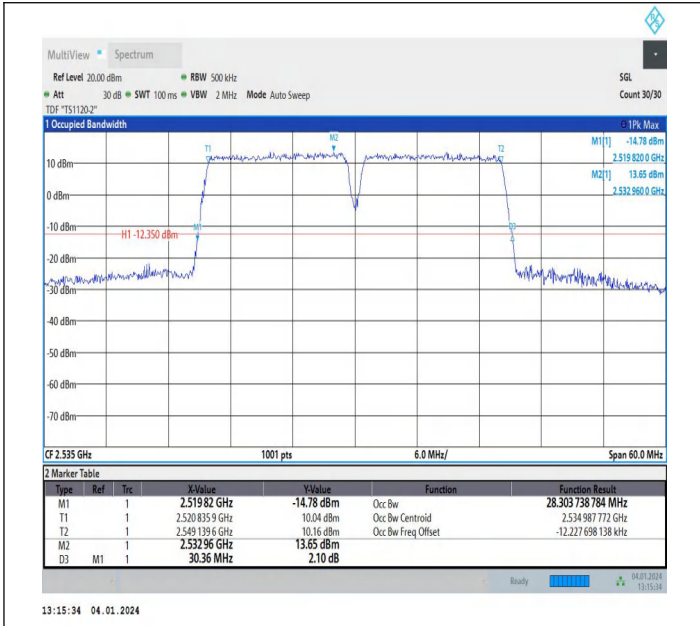 MultiView Spectrum
Ref Level 20.00 dBm RBW 500 kHz SGL
Att 30 dB SWT 100 ms VBW 2 MHz Mode Auto Sweep Count 30/30
TDF "TS1120-2"
1 Occupied Bandwidth 1Pk Max
M1[1] -14.78 dBm
2.519 820 0 GHz
M2[1] 13.65 dBm
2.532 960 0 GHz
T1
M2
T2
10 dBm
0 dBm
-10 dBm
M1
D3
H1 -12.350 dBm
-20 dBm
-30 dBm
-40 dBm
-50 dBm
-60 dBm
-70 dBm
CF 2.535 GHz 1001 pts 6.0 MHz/ Span 60.0 MHz
2 Marker Table
Type Ref Trc X-Value Y-Value Function Function Result
M1 1 2.519 82 GHz -14.78 dBm Occ Bw 28.303 738 784 MHz
T1 1 2.520 835 9 GHz 10.04 dBm Occ Bw Centroid 2.534 987 772 GHz
T2 1 2.549 139 6 GHz 10.16 dBm Occ Bw Freq Offset -12.227 698 138 kHz
M2 1 2.532 96 GHz 13.65 dBm
D3 M1 1 30.36 MHz 2.10 dB
Ready 04.01.2024
13:15:34
13:15:34 04.01.2024